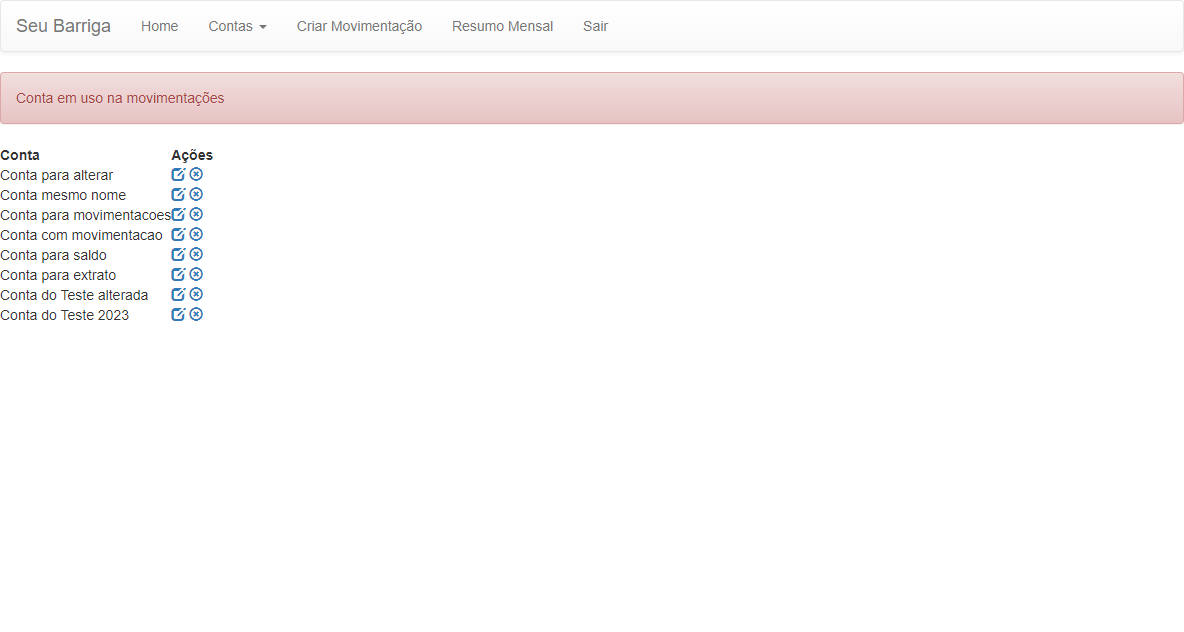 Seu Barriga Home Contas Criar Movimentação Resumo Mensal Sair
Conta em uso na movimentações
Conta Ações
Conta para alterar
Conta mesmo nome
Conta para movimentacoes
Conta com movimentacao
Conta para saldo
Conta para extrato
Conta do Teste alterada
Conta do Teste 2023